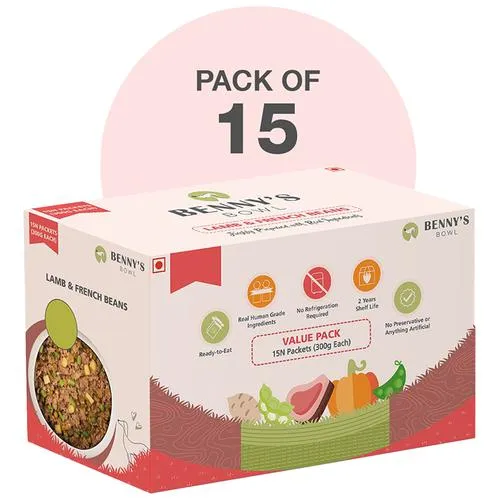 PACK OF
15
BENNY'S
BOWL
LAMB & FRENCH BEANS
Freshly Prepared with Real Ingredients
15N PACKETS
(300G EACH)
BENNY'S
BOWL
LAMB & FRENCH BEANS
BENNY'S
BOWL
Ready-to-Eat
Real Human Grade
Ingredients
No Refrigeration
Required
2 Years
Shelf Life
No Preservative or
Anything Artificial
VALUE PACK
15N Packets (300g Each)